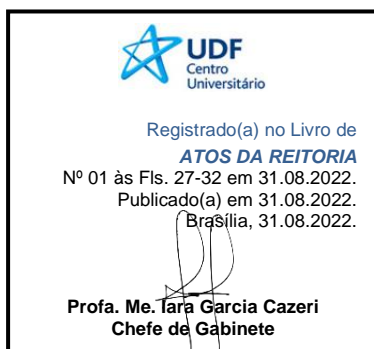 UDF
Centro
Universitário
Registrado(a) no Livro de
ATOS DA REITORIA
Nº 01 às Fls. 27-32 em 31.08.2022.
Publicado(a) em 31.08.2022.
Brasília, 31.08.2022.
Profa. Me. Iara Garcia Cazeri
Chefe de Gabinete